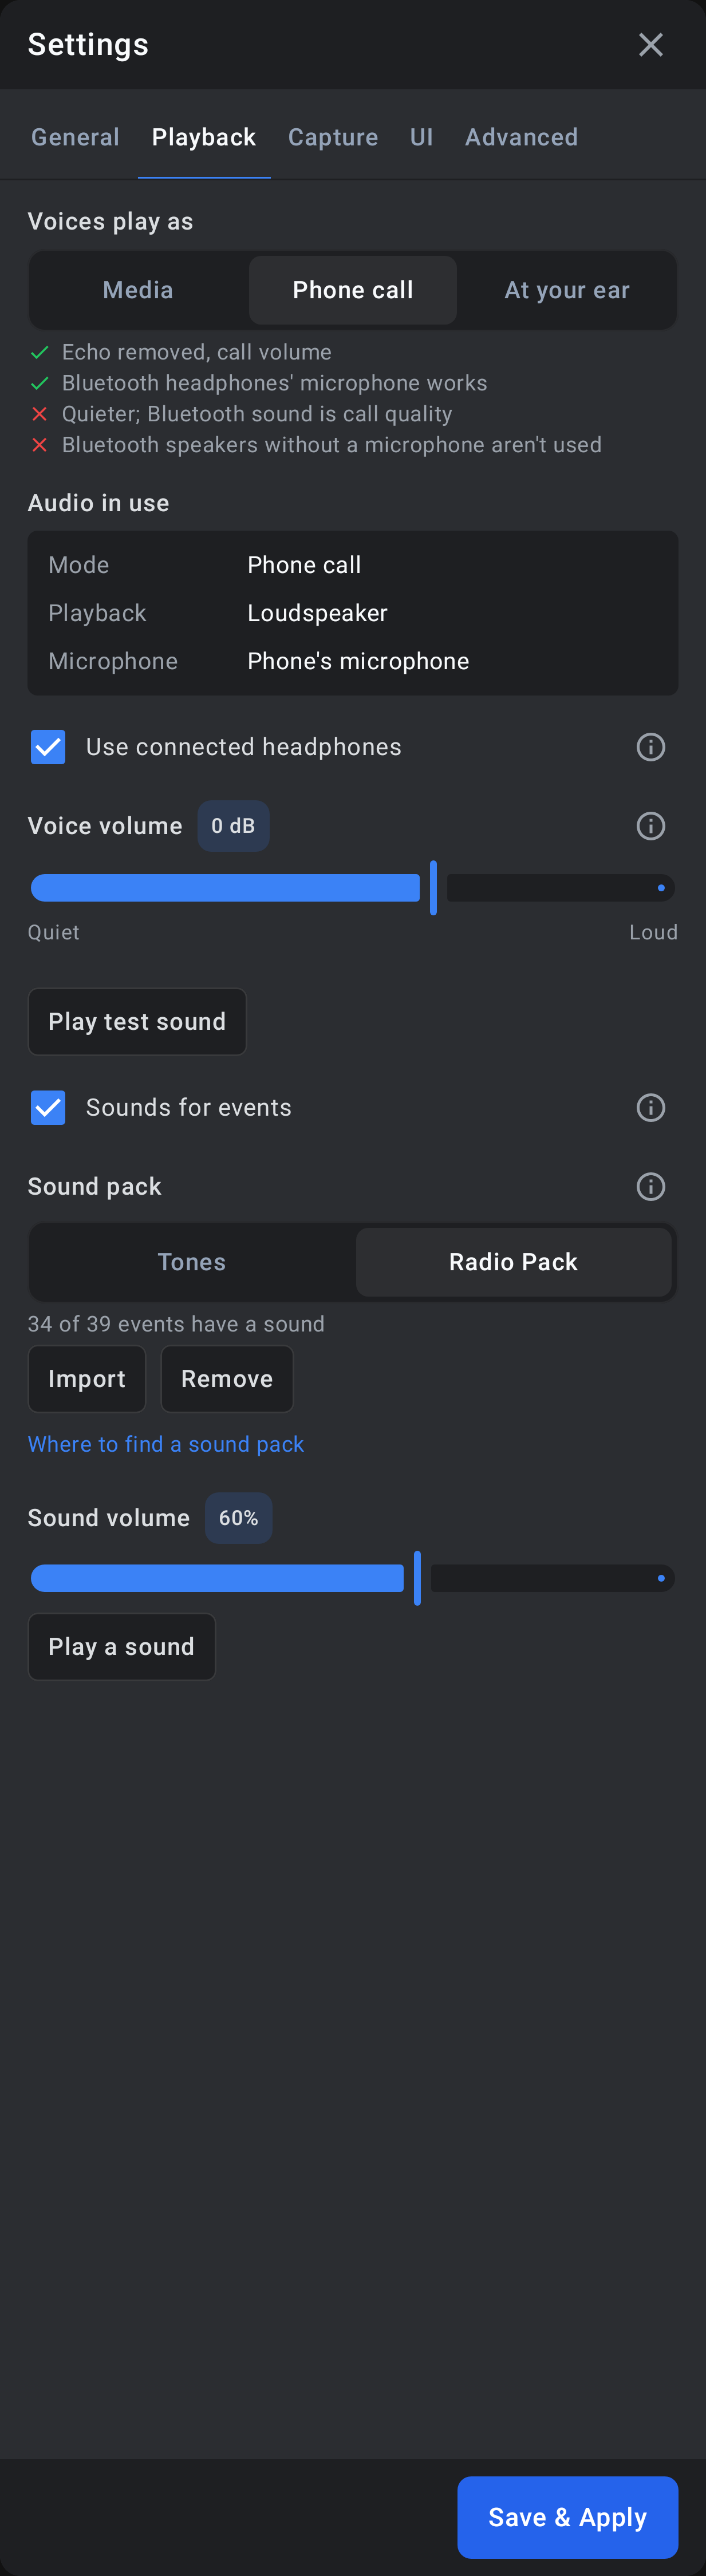 Settings
General Playback Capture UI Advanced
Voices play as
Media Phone call At your ear
Echo removed, call volume
Bluetooth headphones' microphone works
Quieter; Bluetooth sound is call quality
Bluetooth speakers without a microphone aren't used
Audio in use
Mode Phone call
Playback Loudspeaker
Microphone Phone's microphone
Use connected headphones
Voice volume 0 dB
Quiet Loud
Play test sound
Sounds for events
Sound pack
Tones Radio Pack
34 of 39 events have a sound
Import Remove
Where to find a sound pack
Sound volume 60%
Play a sound
Save & Apply